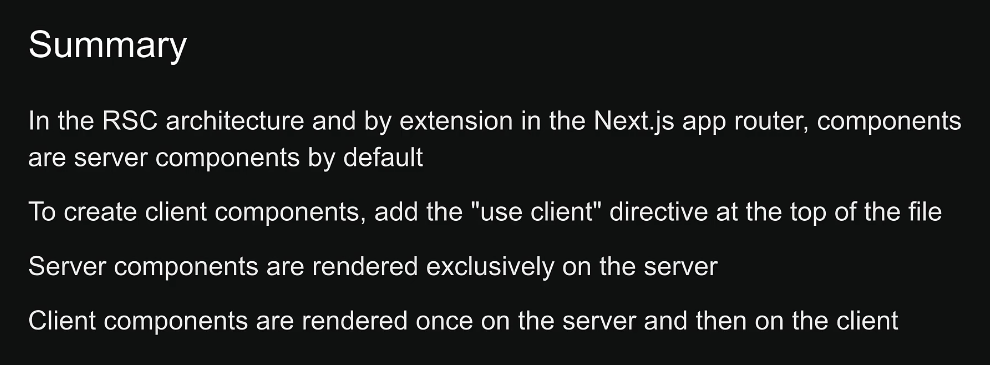 Summary
In the RSC architecture and by extension in the Next.js app router, components
are server components by default
To create client components, add the "use client" directive at the top of the file
Server components are rendered exclusively on the server
Client components are rendered once on the server and then on the client